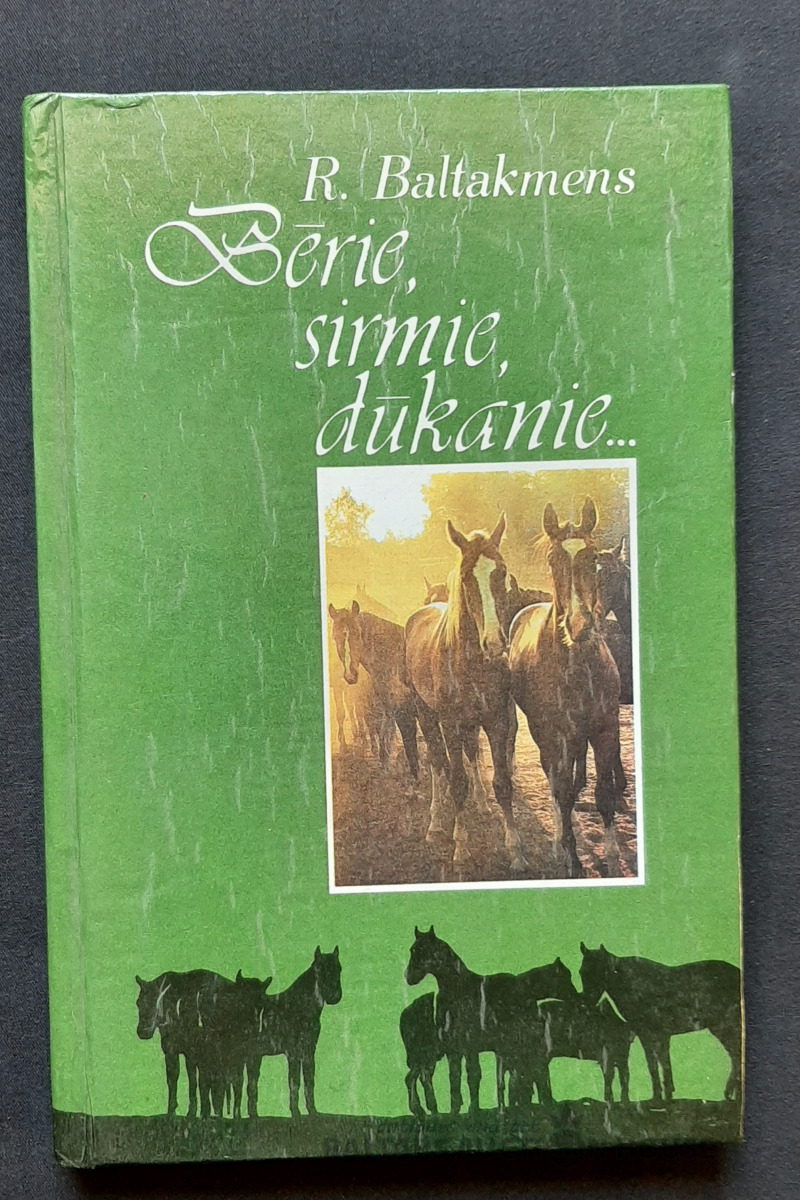 R. Baltakmens
Bērie,
sirmie,
dūkanie...